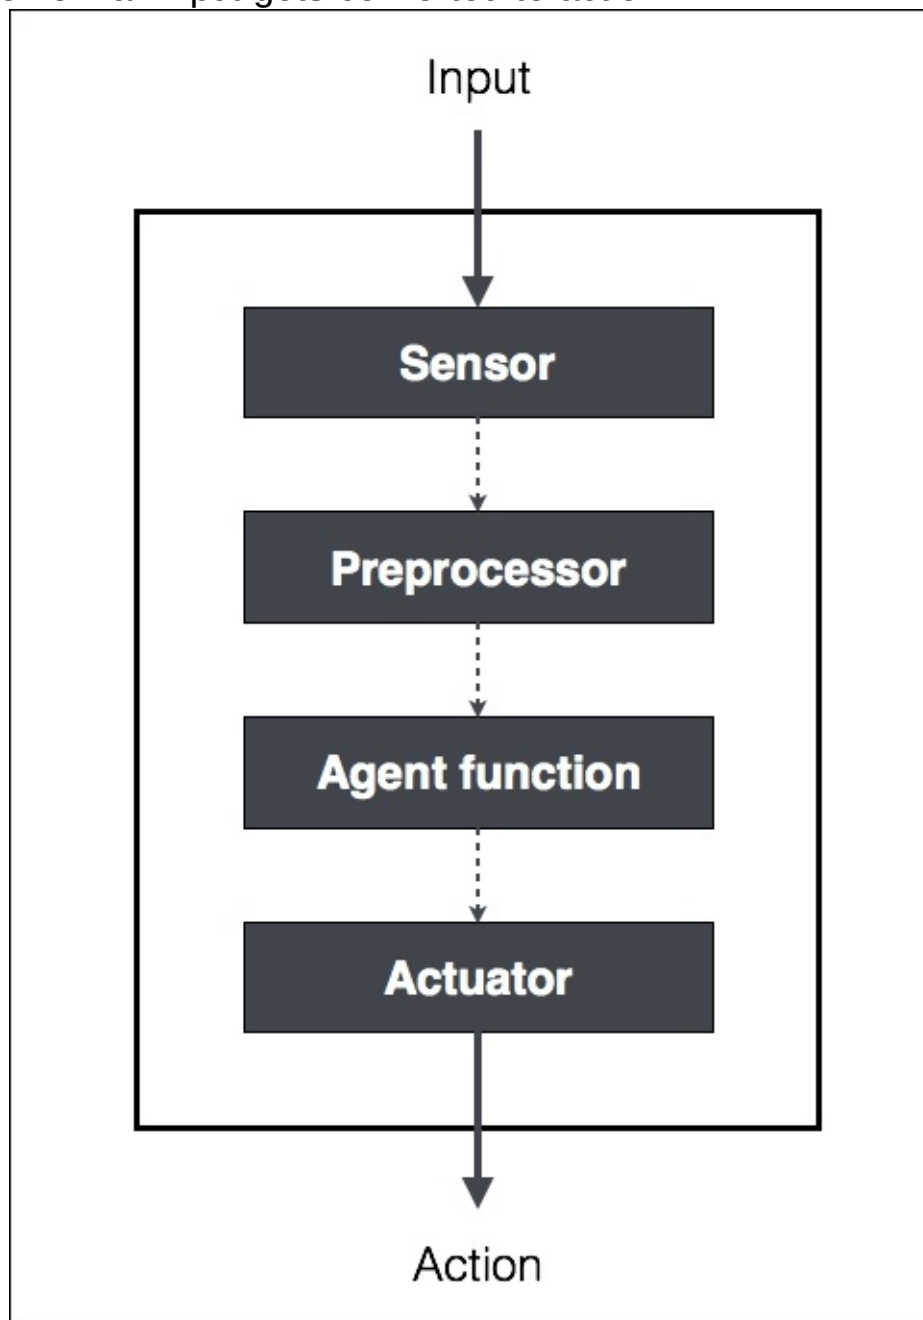 Input
Sensor
Preprocessor
Agent function
Actuator
Action